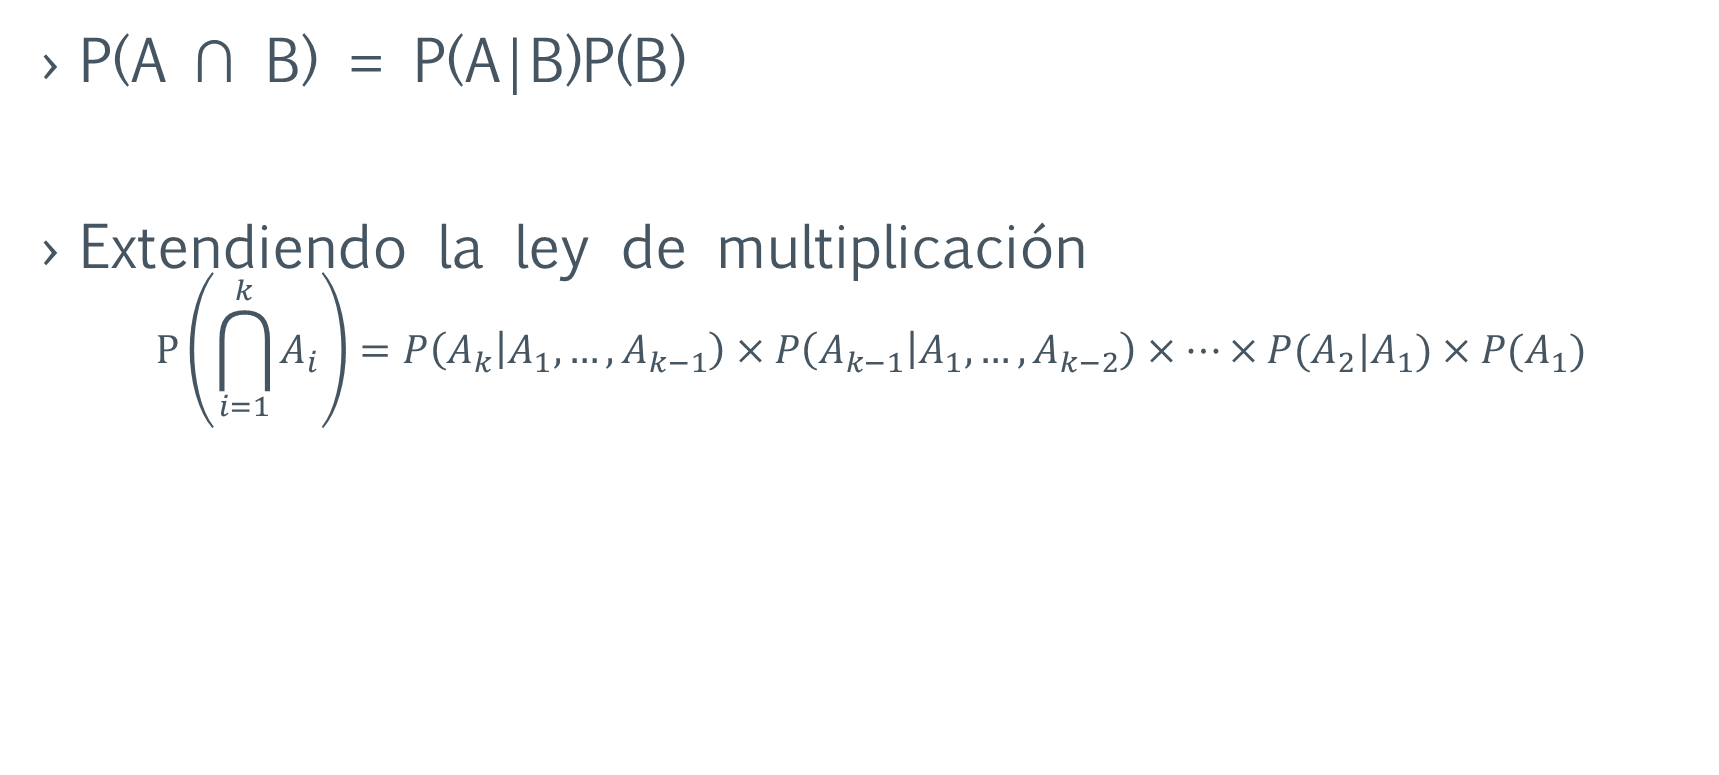 › P(A ∩ B) = P(A|B)P(B)
› Extendiendo la ley de multiplicación
P(⋂_{i=1}^{k} A_i) = P(A_k|A_1, …, A_{k−1}) × P(A_{k−1}|A_1, …, A_{k−2}) × ⋯ × P(A_2|A_1) × P(A_1)